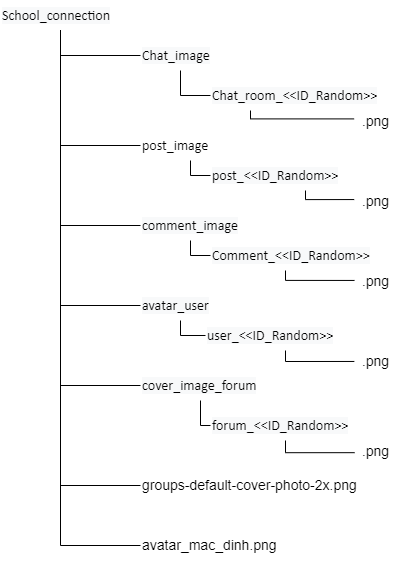 School_connection
Chat_image
Chat_room_<<ID_Random>>
.png
post_image
post_<<ID_Random>>
.png
comment_image
Comment_<<ID_Random>>
.png
avatar_user
user_<<ID_Random>>
.png
cover_image_forum
forum_<<ID_Random>>
.png
groups-default-cover-photo-2x.png
avatar_mac_dinh.png